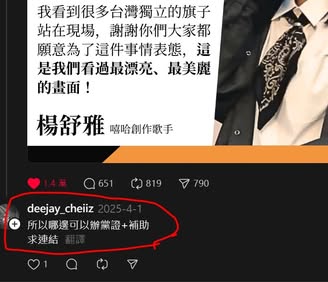 我看到很多台灣獨立的旗子
站在現場，謝謝你們大家都
願意為了這件事情表態，這
是我們看過最漂亮、最美麗
的畫面！
楊舒雅 嘻哈創作歌手
1.4 萬 651 819 790
deejay_cheiiz 2025-4-1
所以哪邊可以辦黨證+補助
求連結 翻譯
1